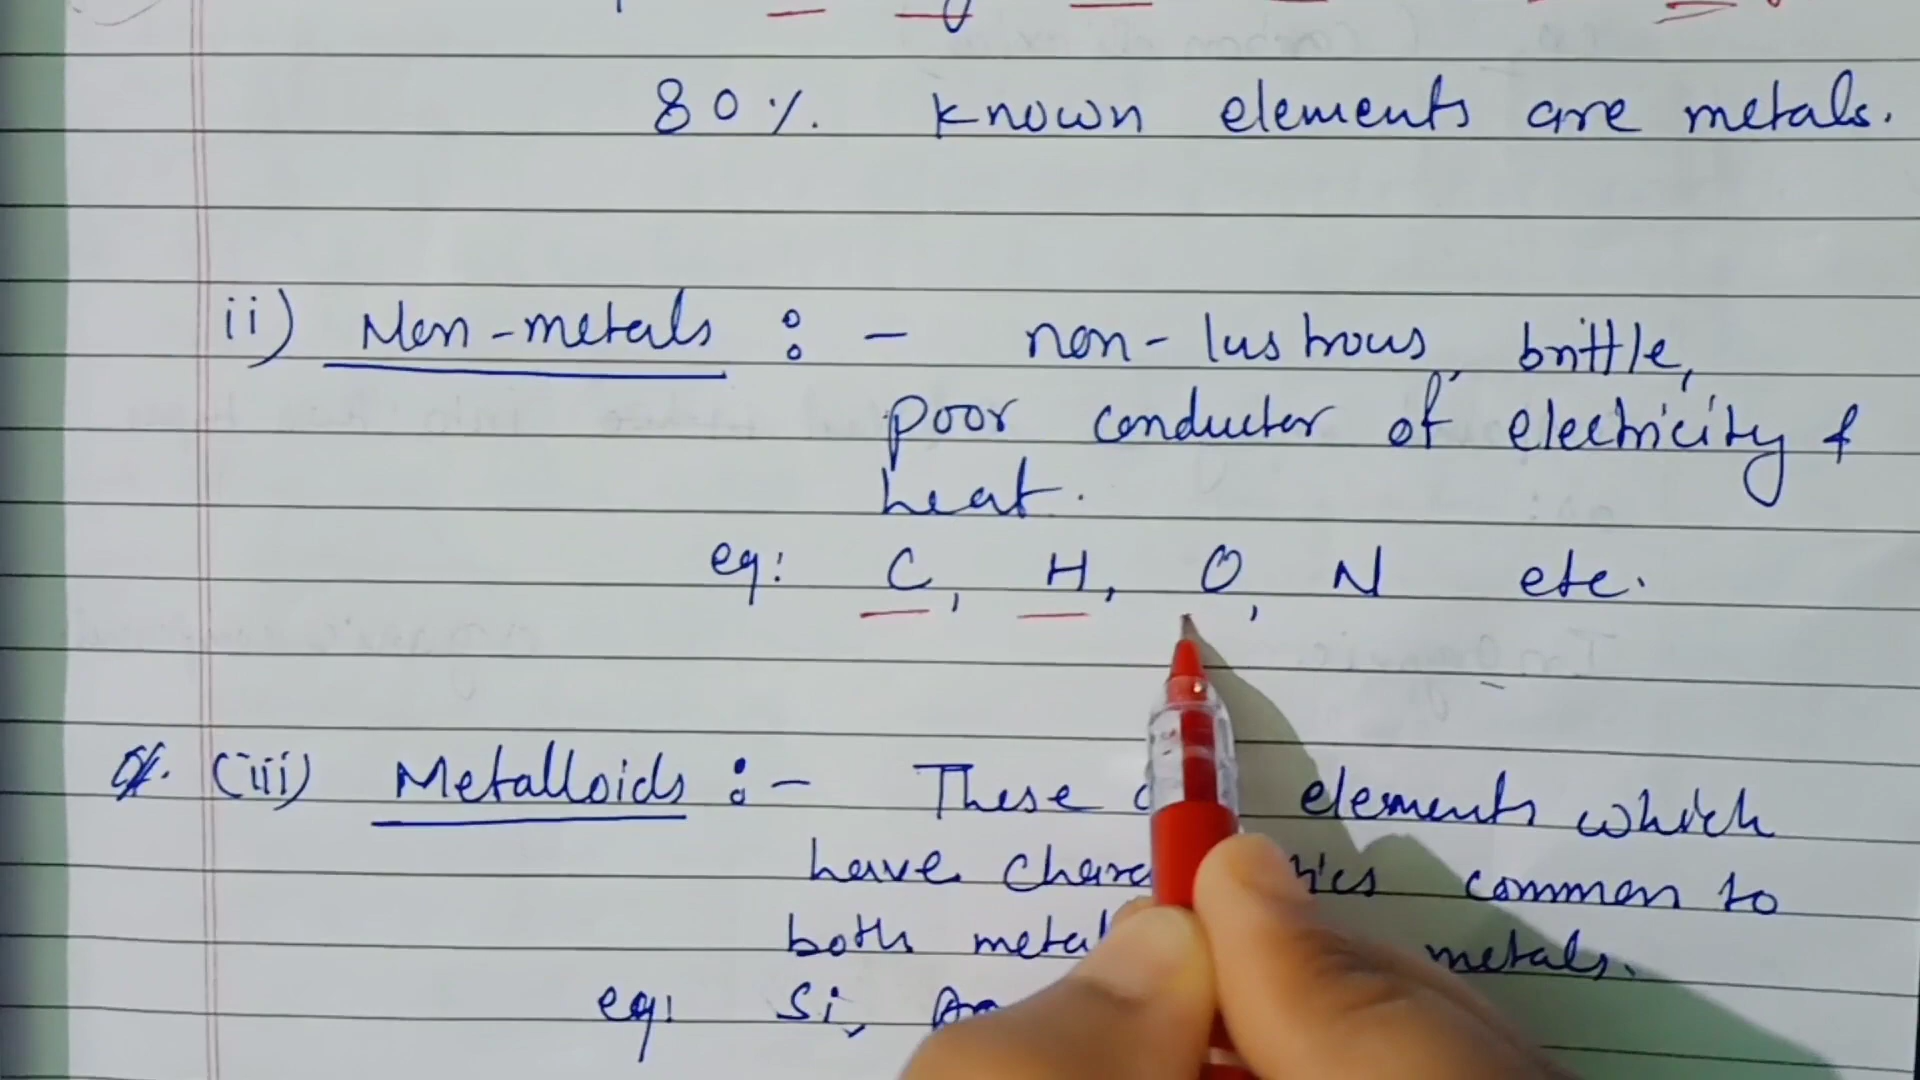 80%. known elements are metals.
ii) Non-metals :- non-lustrous, brittle,
poor conductor of electricity &
heat.
eg: C, H, O, N etc.
(iii) Metalloids :- These elements which
have common to
both metals.
eg: Si,